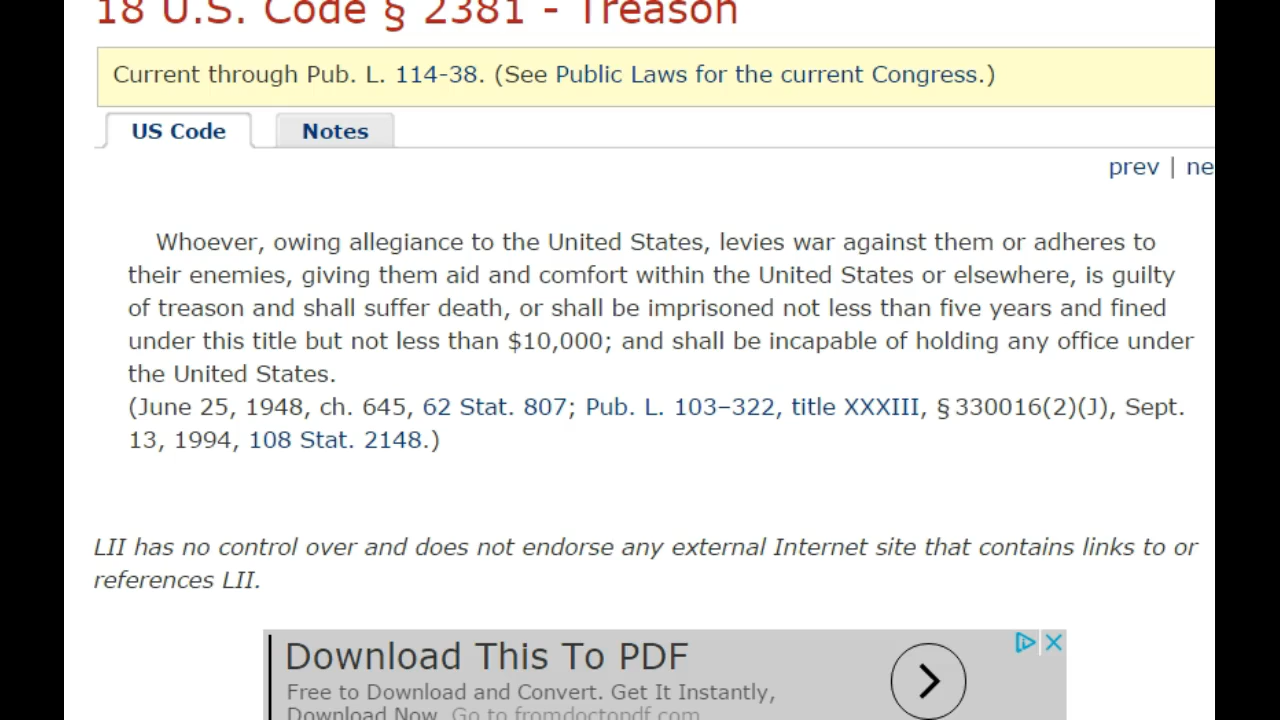 18 U.S. Code § 2381 - Treason
Current through Pub. L. 114-38. (See Public Laws for the current Congress.)
US Code Notes
prev | ne
Whoever, owing allegiance to the United States, levies war against them or adheres to
their enemies, giving them aid and comfort within the United States or elsewhere, is guilty
of treason and shall suffer death, or shall be imprisoned not less than five years and fined
under this title but not less than $10,000; and shall be incapable of holding any office under
the United States.
(June 25, 1948, ch. 645, 62 Stat. 807; Pub. L. 103–322, title XXXIII, § 330016(2)(J), Sept.
13, 1994, 108 Stat. 2148.)
LII has no control over and does not endorse any external Internet site that contains links to or
references LII.
Download This To PDF
Free to Download and Convert. Get It Instantly,
Download Now. Go to fromdoctopdf.com